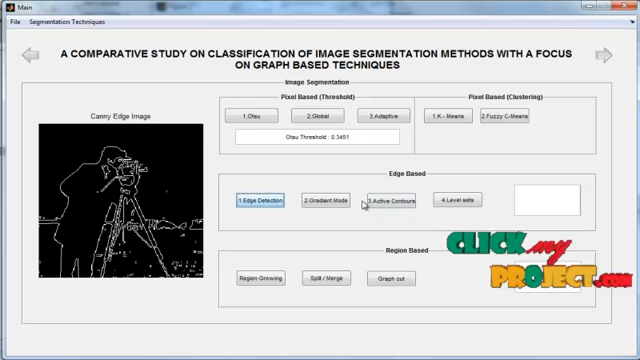 Main
File Segmentation Techniques
A COMPARATIVE STUDY ON CLASSIFICATION OF IMAGE SEGMENTATION METHODS WITH A FOCUS
ON GRAPH BASED TECHNIQUES
Image Segmentation
Pixel Based (Threshold)
Pixel Based (Clustering)
Canny Edge Image
1.Otsu
2.Global
3.Adaptive
1.K - Means
2.Fuzzy C-Means
Otsu Threshold : 0.3451
Edge Based
1.Edge Detection
2.Gradient Mode
3.Active Contours
4.Level sets
CLICK my
PROJECT.COM
Region Based
Region Growing
Split / Merge
Graph cut